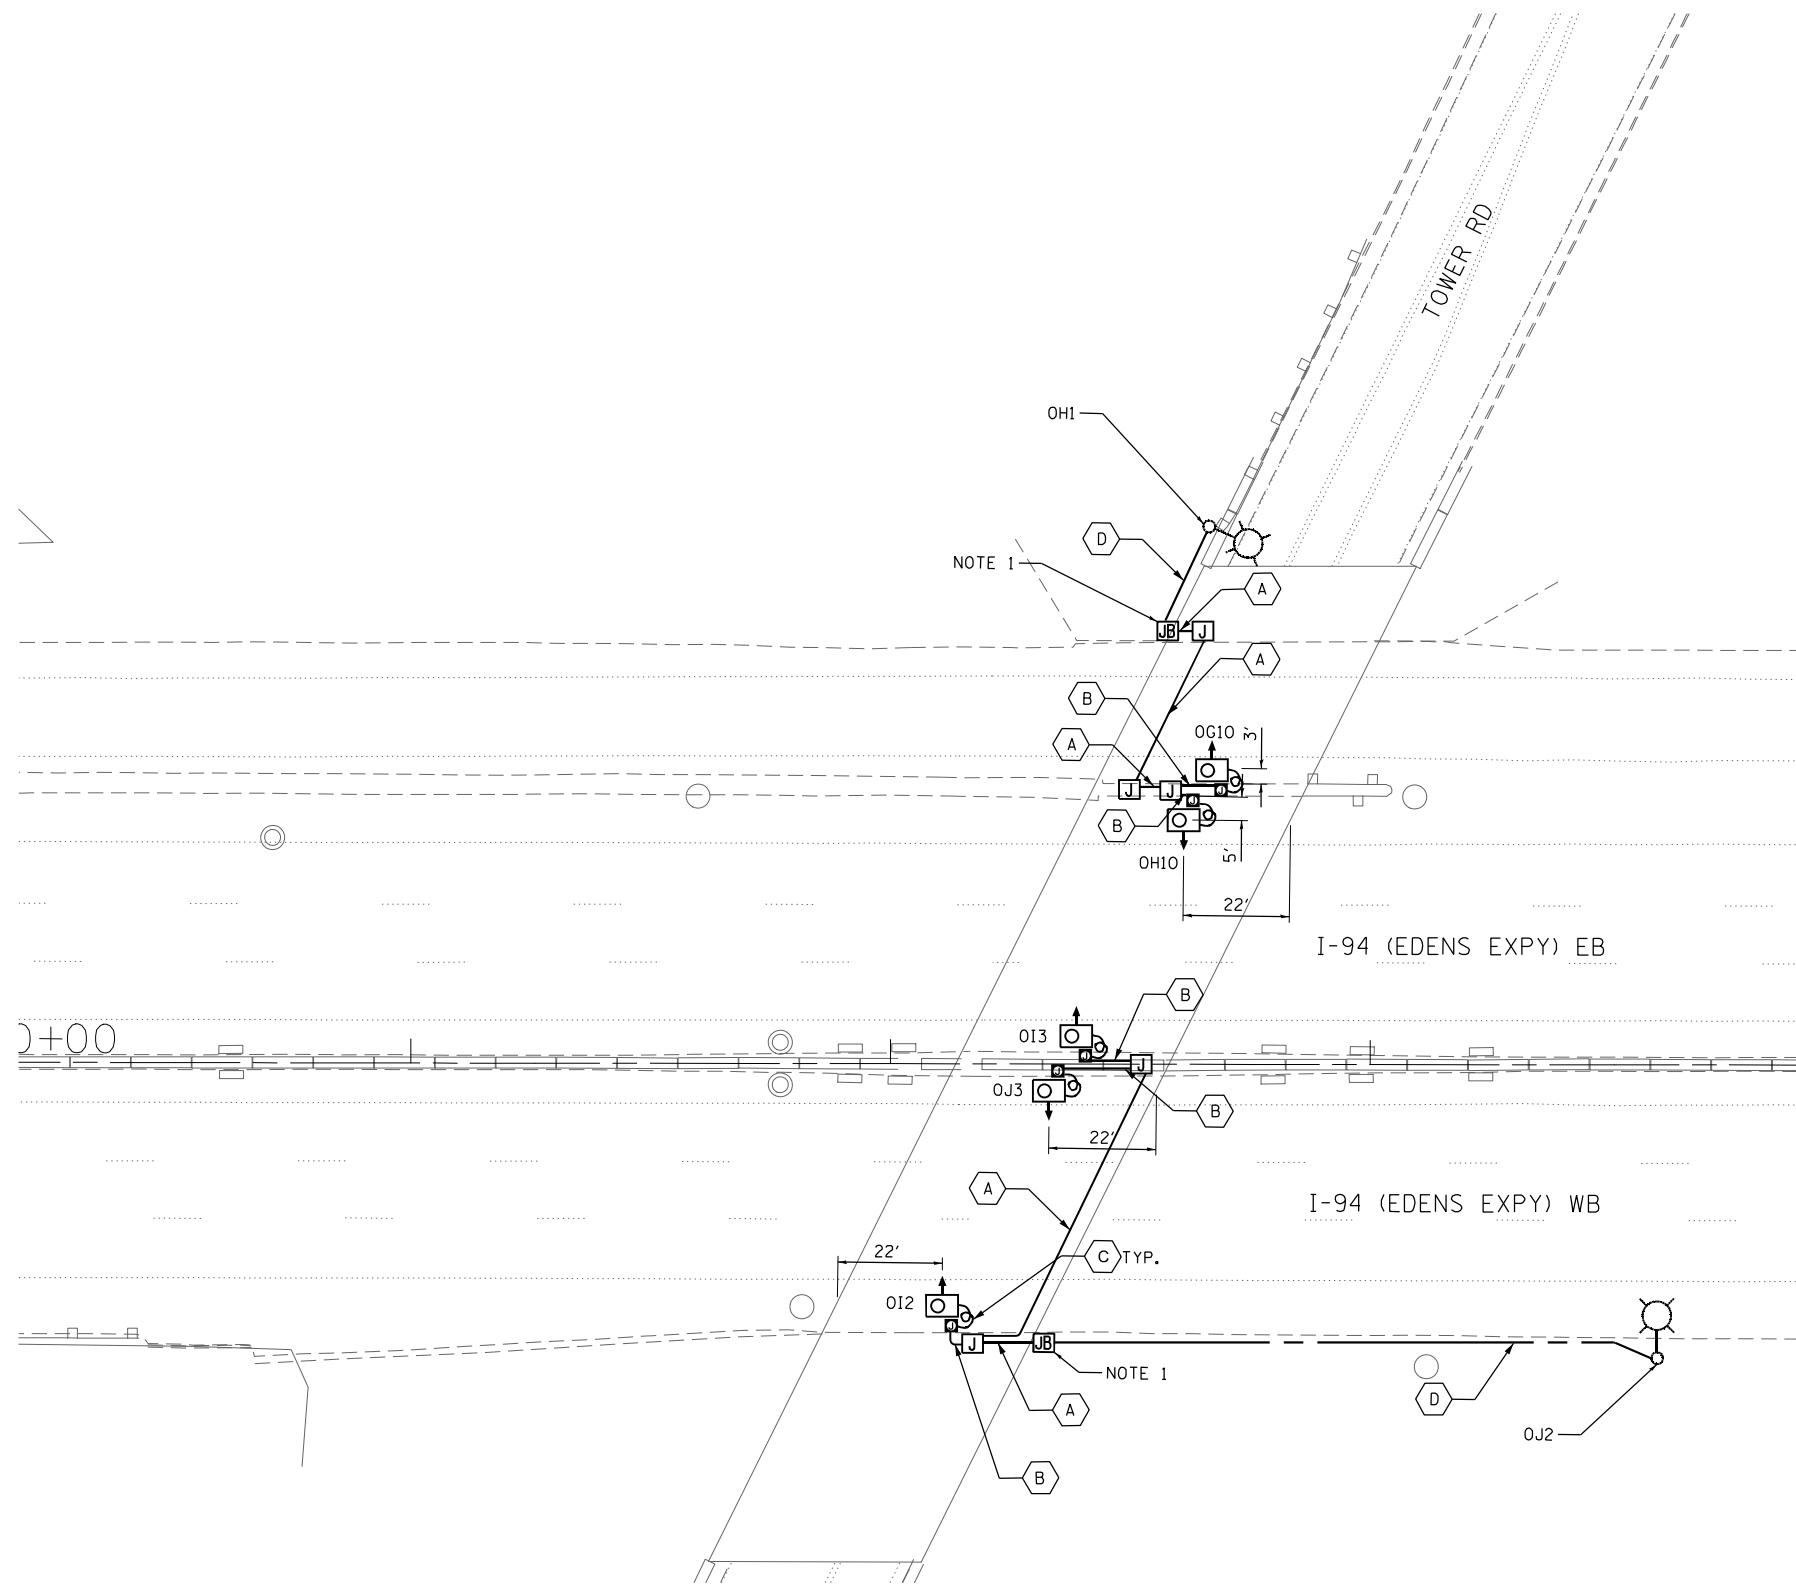 TOWER RD
OH1
D
NOTE 1
A
JB
J
A
B
OG10
3'
A
J
J
J
J
B
5'
OH10
22'
I-94 (EDENS EXPY) EB
B
0+00
OI3
J
J
J
OJ3
B
22'
A
I-94 (EDENS EXPY) WB
22'
C TYP.
OI2
J
J
JB
NOTE 1
A
D
OJ2
B